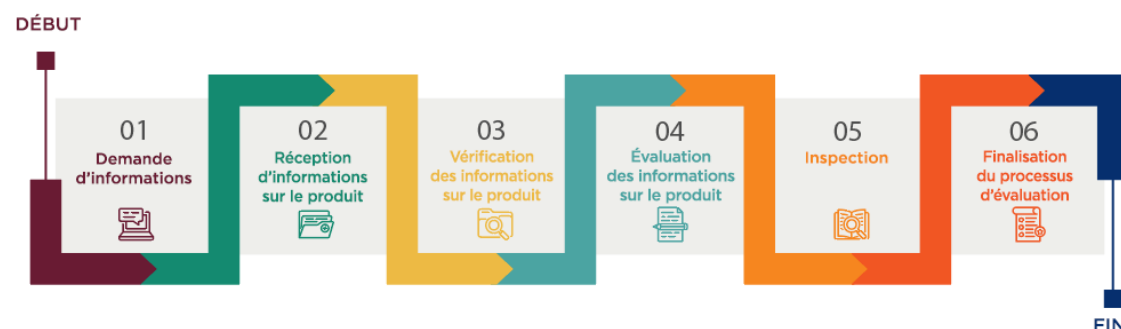 DÉBUT
01
Demande
d'informations
02
Réception
d'informations
sur le produit
03
Vérification
des informations
sur le produit
04
Évaluation
des informations
sur le produit
05
Inspection
06
Finalisation
du processus
d'évaluation
FIN